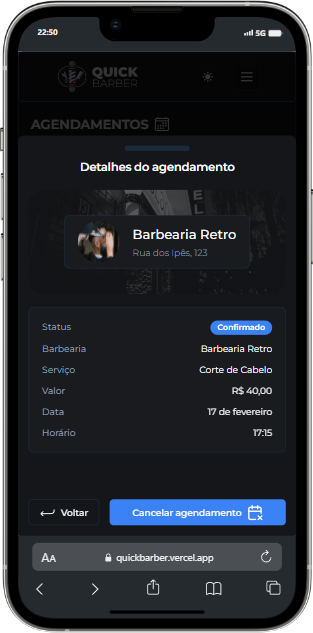 22:50
5G
QUICK
BARBER
AGENDAMENTOS
Detalhes do agendamento
Barbearia Retro
Rua dos Ipês, 123
Status Confirmado
Barbearia Barbearia Retro
Serviço Corte de Cabelo
Valor R$ 40,00
Data 17 de fevereiro
Horário 17:15
Voltar Cancelar agendamento
AA quickbarber.vercel.app